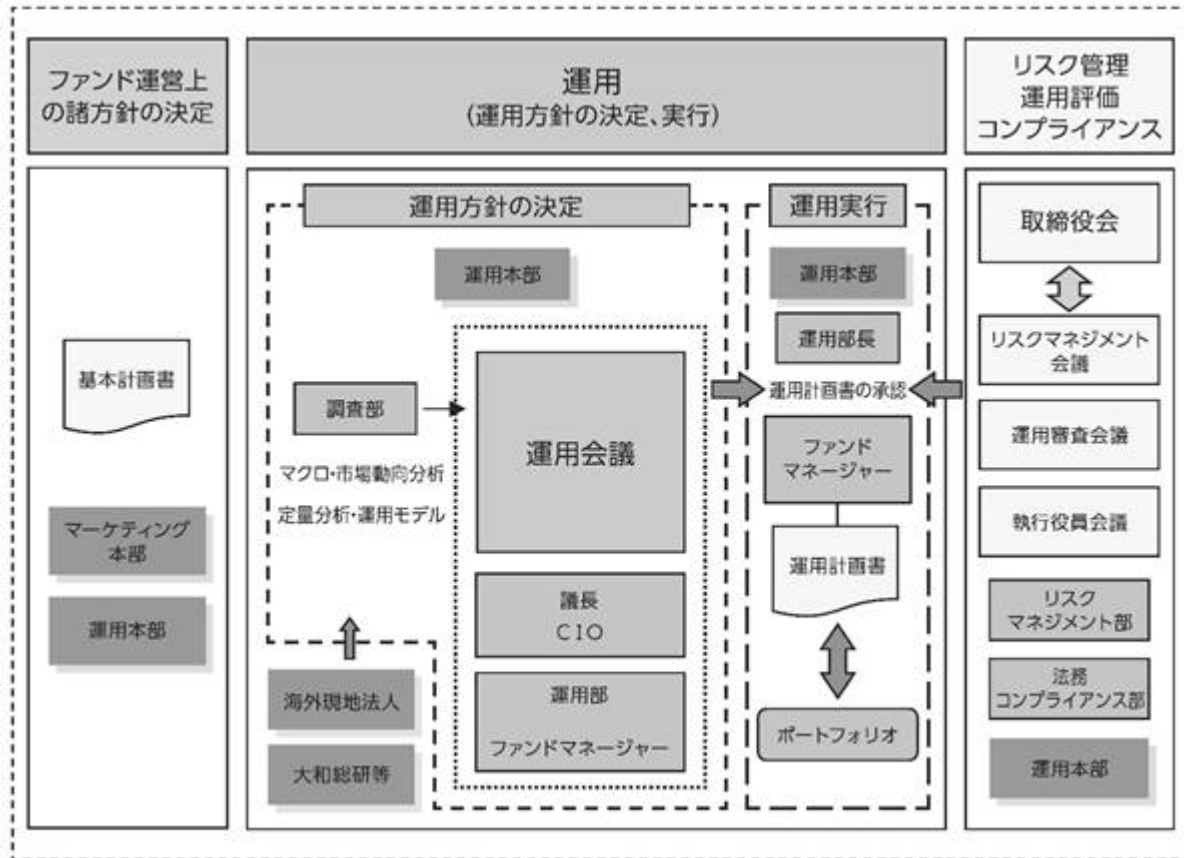 ファンド運営上
の諸方針の決定
運用
(運用方針の決定、実行)
リスク管理
運用評価
コンプライアンス
基本計画書
マーケティング
本部
運用本部
運用方針の決定
運用本部
調査部
マクロ・市場動向分析
定量分析・運用モデル
運用会議
議長
CIO
運用部
ファンドマネージャー
海外現地法人
大和総研等
運用実行
運用本部
運用部長
運用計画書の承認
ファンド
マネージャー
運用計画書
ポートフォリオ
取締役会
リスクマネジメント
会議
運用審査会議
執行役員会議
リスク
マネジメント部
法務
コンプライアンス部
運用本部